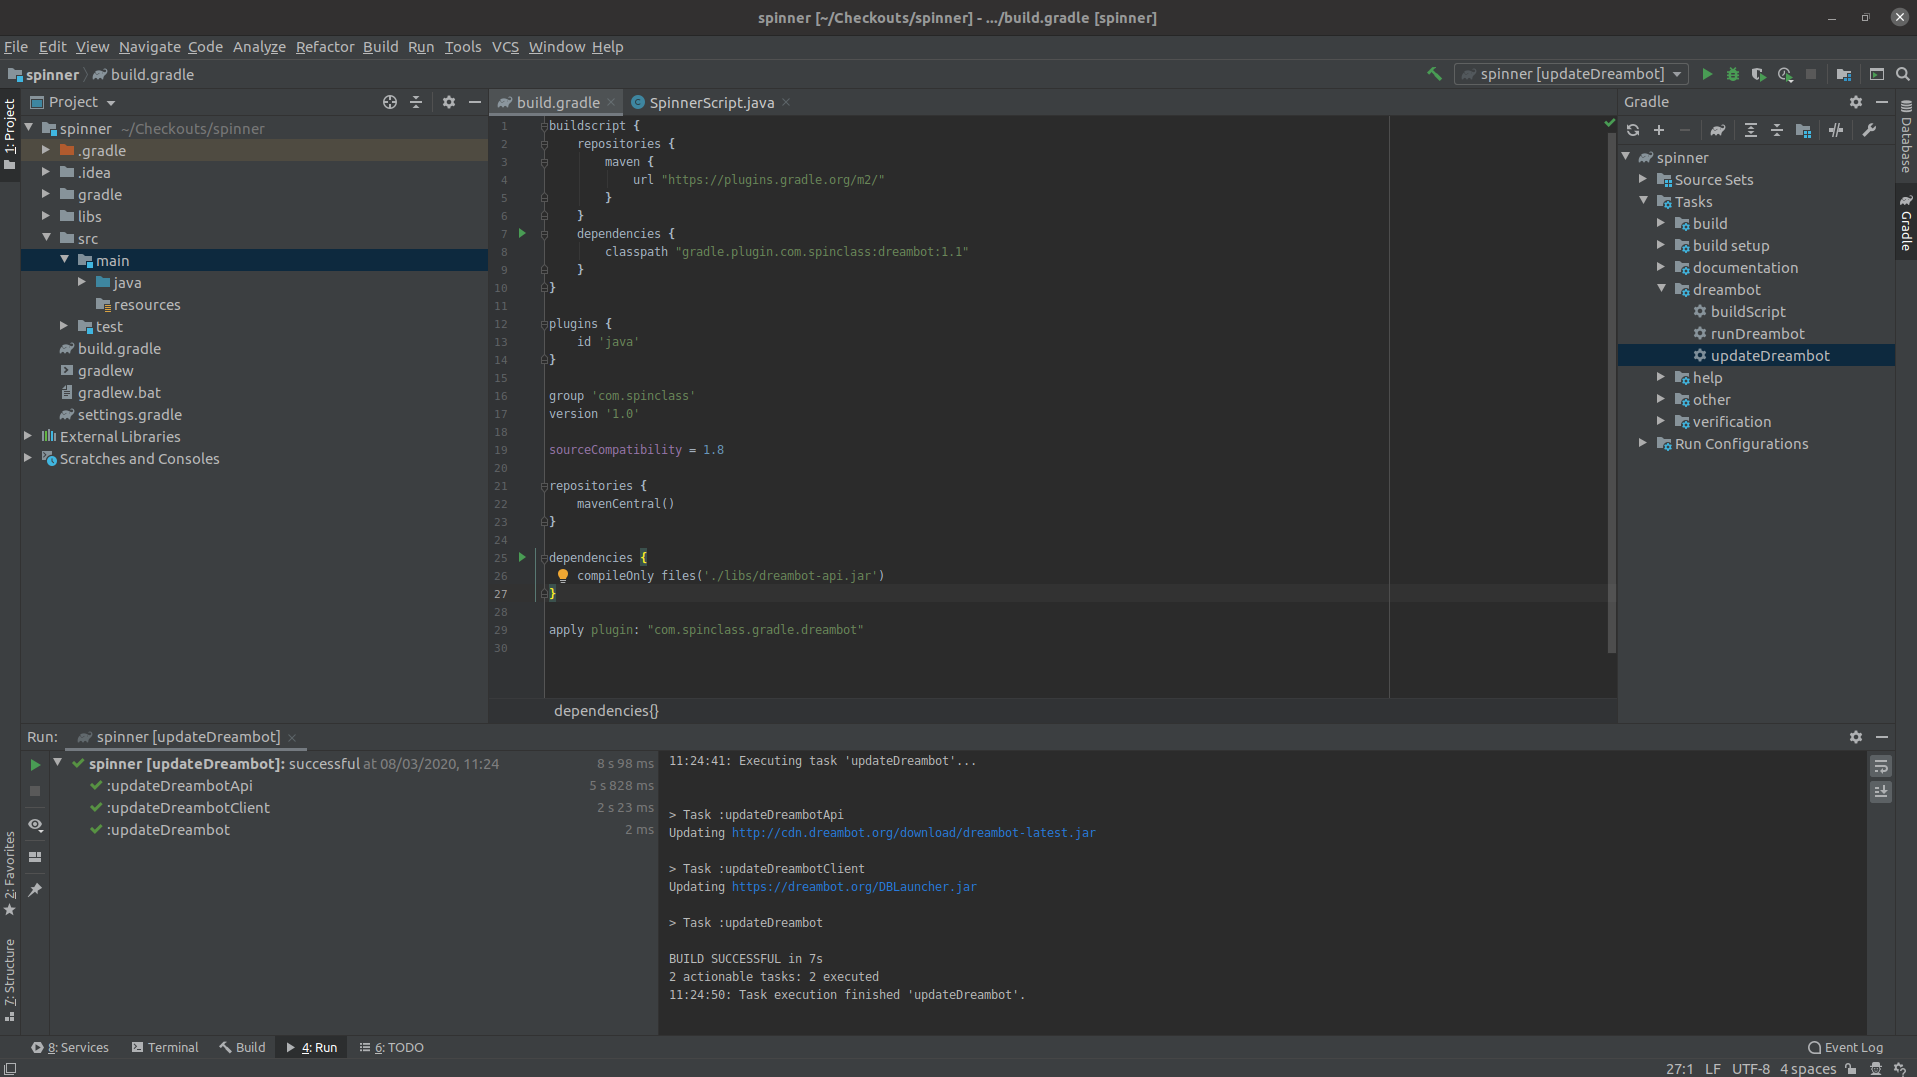 spinner [~/Checkouts/spinner] - .../build.gradle [spinner]
File Edit View Navigate Code Analyze Refactor Build Run Tools VCS Window Help
spinner build.gradle
spinner [updateDreambot]
1: Project
Project
spinner ~/Checkouts/spinner
.gradle
.idea
gradle
libs
src
main
java
resources
test
build.gradle
gradlew
gradlew.bat
settings.gradle
External Libraries
Scratches and Consoles
build.gradle SpinnerScript.java
1 buildscript {
2 repositories {
3 maven {
4 url "https://plugins.gradle.org/m2/"
5 }
6 }
7 dependencies {
8 classpath "gradle.plugin.com.spinclass:dreambot:1.1"
9 }
10 }
11
12 plugins {
13 id 'java'
14 }
15
16 group 'com.spinclass'
17 version '1.0'
18
19 sourceCompatibility = 1.8
20
21 repositories {
22 mavenCentral()
23 }
24
25 dependencies {
26 compileOnly files('./libs/dreambot-api.jar')
27 }
28
29 apply plugin: "com.spinclass.gradle.dreambot"
30
dependencies{}
Gradle
spinner
Source Sets
Tasks
build
build setup
documentation
dreambot
buildScript
runDreambot
updateDreambot
help
other
verification
Run Configurations
Database
Gradle
Run: spinner [updateDreambot]
spinner [updateDreambot]: successful at 08/03/2020, 11:24 8 s 98 ms
:updateDreambotApi 5 s 828 ms
:updateDreambotClient 2 s 23 ms
:updateDreambot 2 ms
11:24:41: Executing task 'updateDreambot'...
> Task :updateDreambotApi
Updating http://cdn.dreambot.org/download/dreambot-latest.jar
> Task :updateDreambotClient
Updating https://dreambot.org/DBLauncher.jar
> Task :updateDreambot
BUILD SUCCESSFUL in 7s
2 actionable tasks: 2 executed
11:24:50: Task execution finished 'updateDreambot'.
2: Favorites
7: Structure
8: Services Terminal Build 4: Run 6: TODO Event Log
27:1 LF UTF-8 4 spaces